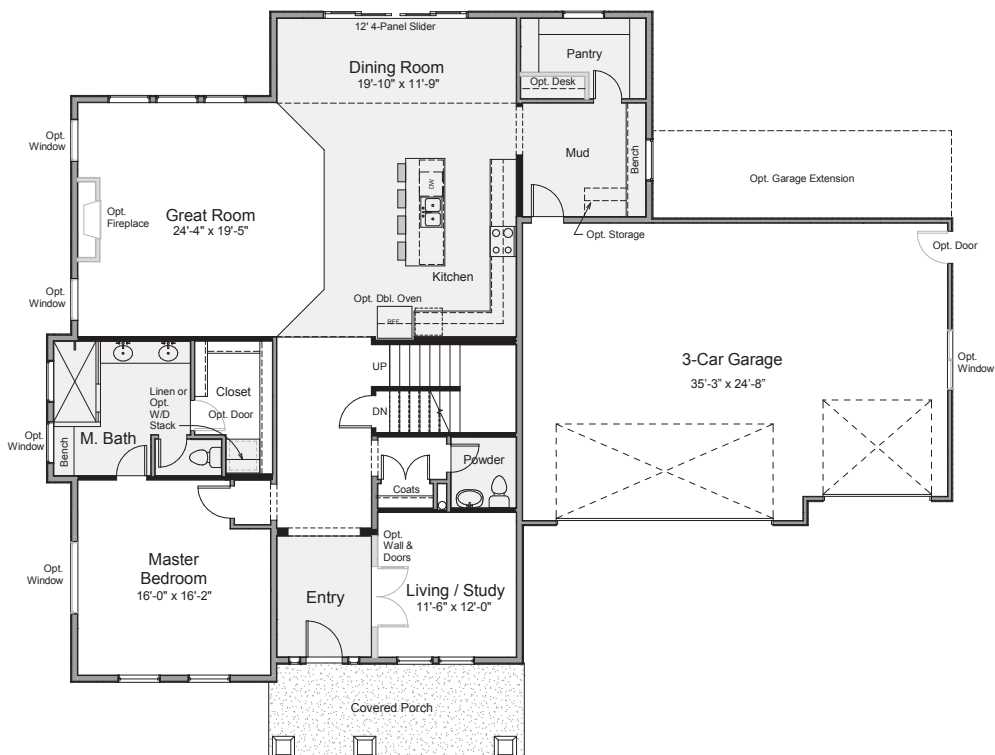 12' 4-Panel Slider
Dining Room
19'-10" x 11'-9"
Pantry
Opt. Desk
Opt.
Window
Mud
Bench
Opt. Garage Extension
DW
Great Room
24'-4" x 19'-5"
Opt.
Fireplace
Opt. Storage
Opt. Door
Kitchen
Opt.
Window
Opt. Dbl. Oven
REF.
UP
3-Car Garage
35'-3" x 24'-8"
Opt.
Window
Linen or
Opt.
W/D
Stack
Closet
Opt. Door
DN
Opt.
Window
Bench
M. Bath
Powder
Coats
Opt.
Wall &
Doors
Master
Bedroom
16'-0" x 16'-2"
Opt.
Window
Entry
Living / Study
11'-6" x 12'-0"
Covered Porch